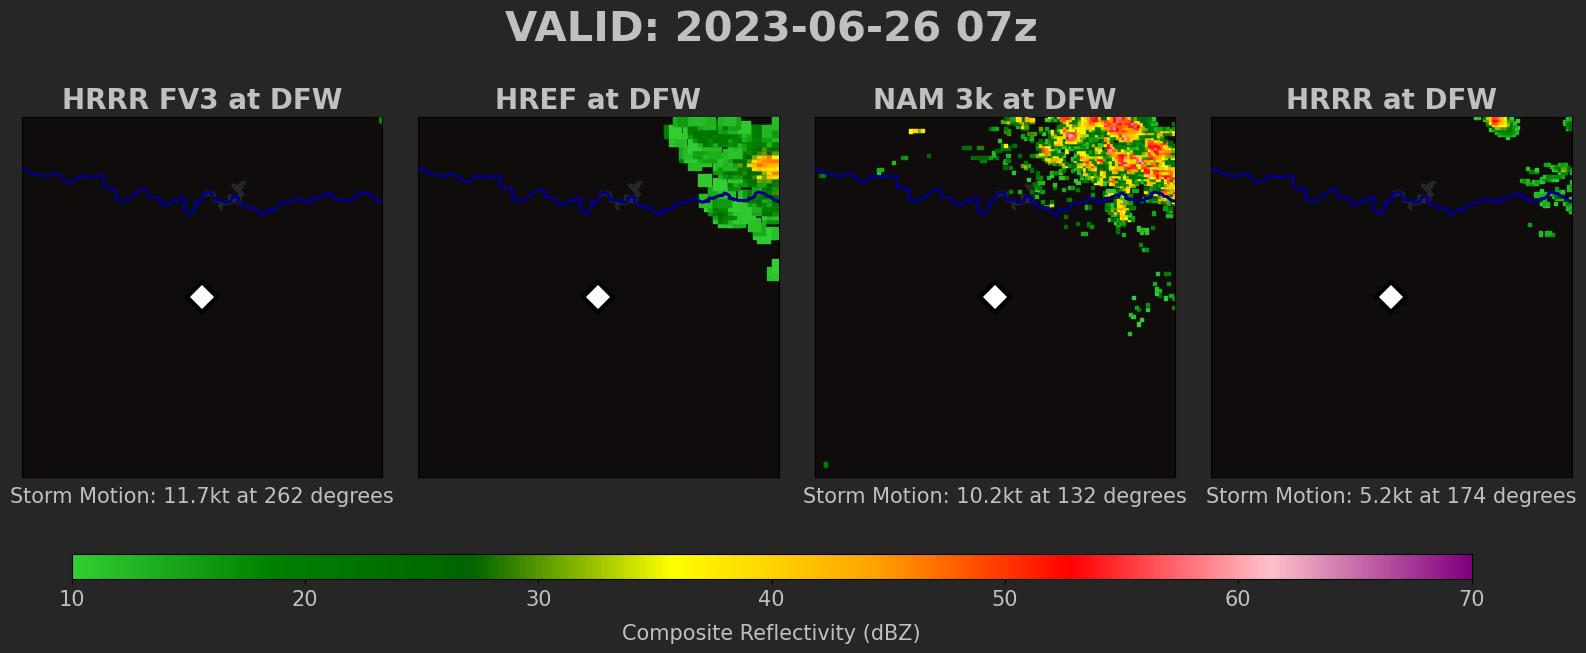 VALID: 2023-06-26 07z
HRRR FV3 at DFW
HREF at DFW
NAM 3k at DFW
HRRR at DFW
Storm Motion: 11.7kt at 262 degrees
Storm Motion: 10.2kt at 132 degrees
Storm Motion: 5.2kt at 174 degrees
10 20 30 40 50 60 70
Composite Reflectivity (dBZ)